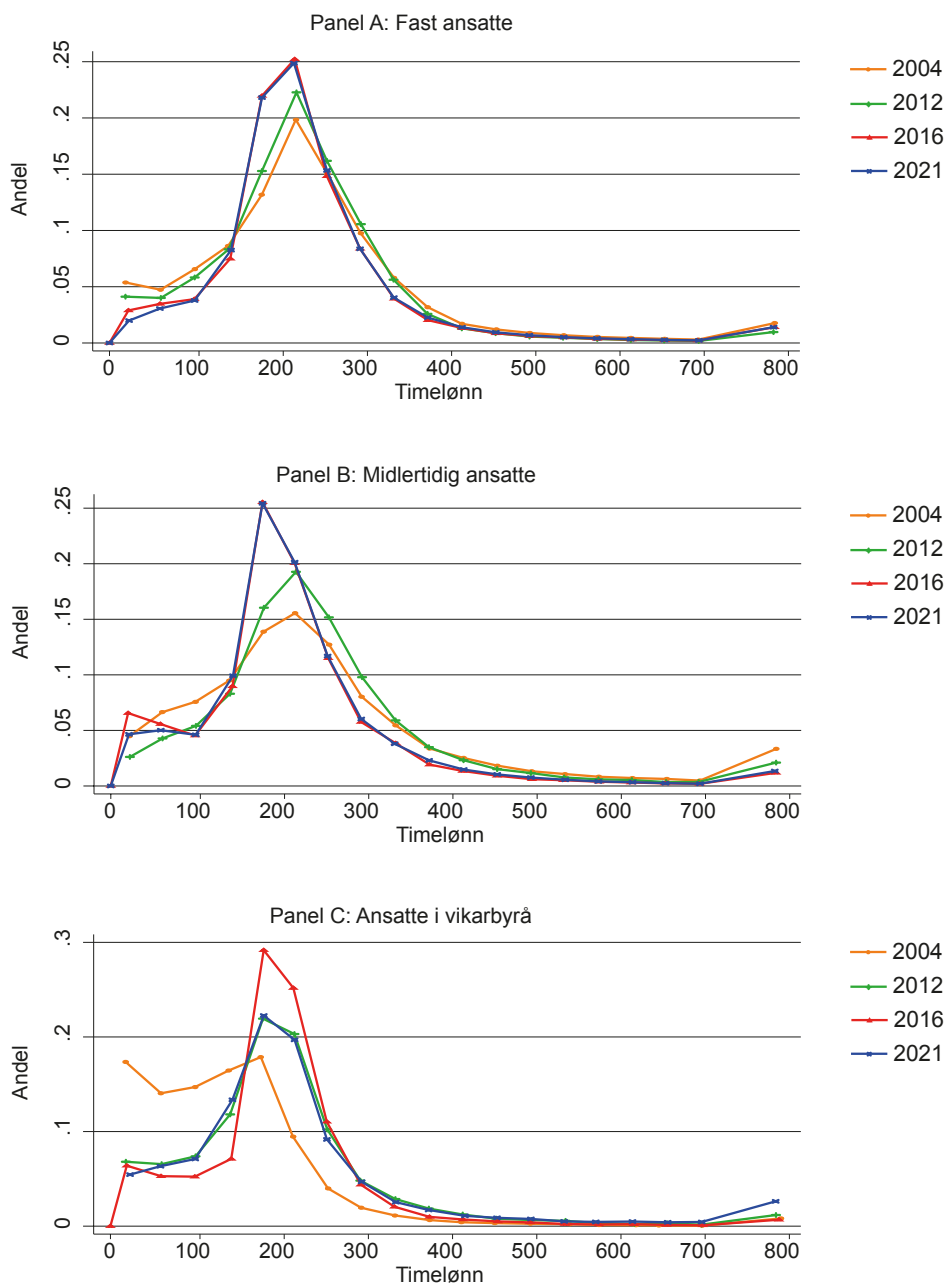 Panel A: Fast ansatte
.25
.2
.15
.1
.05
0
Andel
0 100 200 300 400 500 600 700 800
Timelønn
2004
2012
2016
2021
Panel B: Midlertidig ansatte
.25
.2
.15
.1
.05
0
Andel
0 100 200 300 400 500 600 700 800
Timelønn
2004
2012
2016
2021
Panel C: Ansatte i vikarbyrå
.3
.2
.1
0
Andel
0 100 200 300 400 500 600 700 800
Timelønn
2004
2012
2016
2021